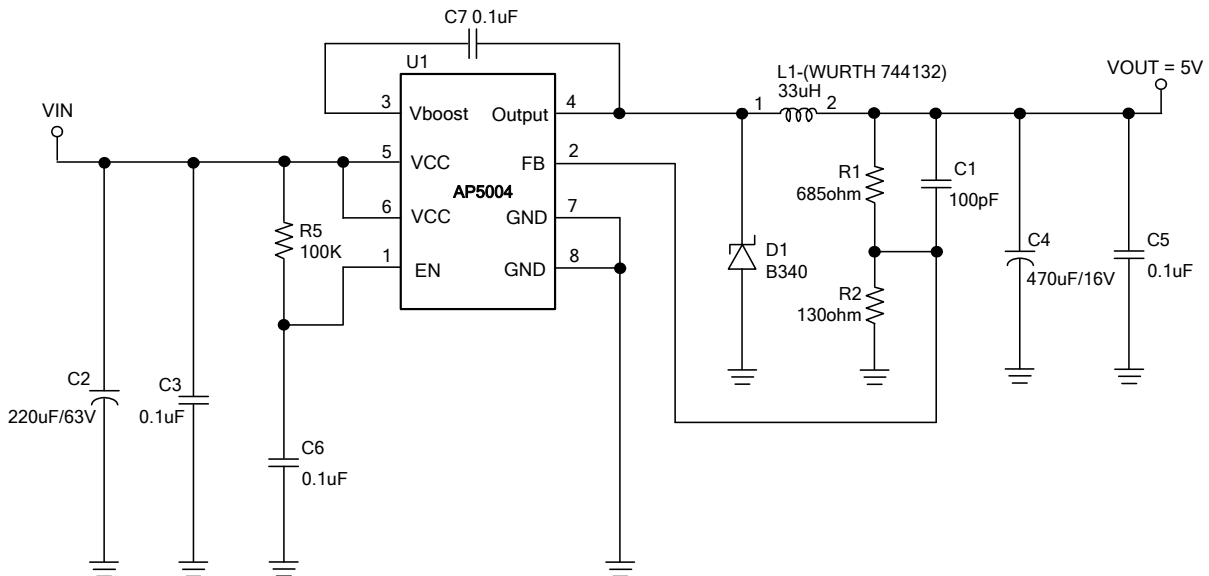 C7 0.1uF
U1
L1-(WURTH 744132)
33uH
VOUT = 5V
VIN
3
Vboost
Output
4
1
2
5
VCC
FB
2
AP5004
6
VCC
GND
7
1
EN
GND
8
R5
100K
R1
685ohm
C1
100pF
D1
B340
R2
130ohm
C4
470uF/16V
C5
0.1uF
C2
220uF/63V
C3
0.1uF
C6
0.1uF